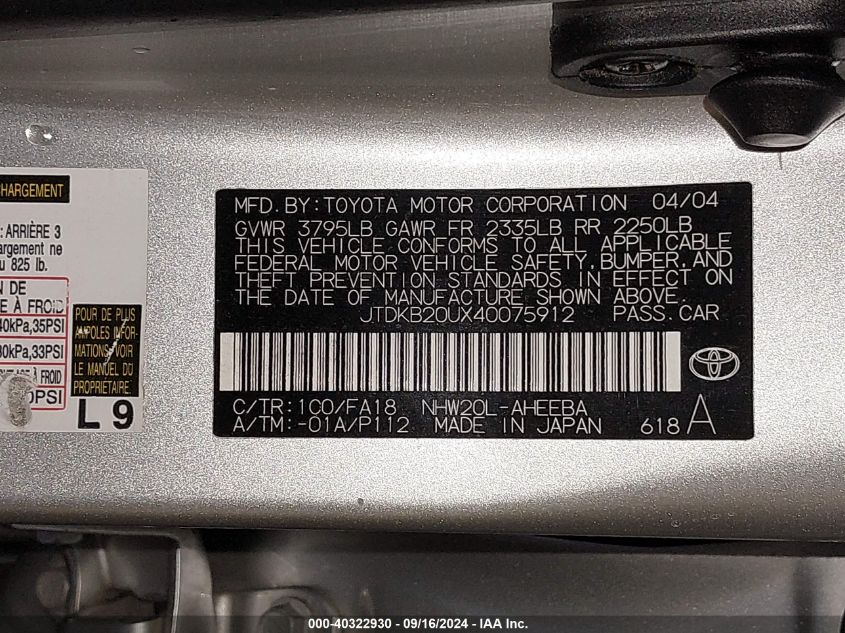 HARGEMENT
: ARRIÈRE 3
argement ne
u 825 lb.
N DE
E À FROID
40kPa,35PSI
30kPa,33PSI
À FROID
0PSI
POUR DE PLUS
AMPLES INFOR-
MATIONS, VOIR
LE MANUEL DU
PROPRIÉTAIRE.
L 9
MFD. BY: TOYOTA MOTOR CORPORATION 04/04
GVWR 3795LB GAWR FR 2335LB RR 2250LB
THIS VEHICLE CONFORMS TO ALL APPLICABLE
FEDERAL MOTOR VEHICLE SAFETY, BUMPER, AND
THEFT PREVENTION STANDARDS IN EFFECT ON
THE DATE OF MANUFACTURE SHOWN ABOVE.
JTDKB20UX40075912 PASS. CAR
C/TR: 1C0/FA18 NHW20L-AHEEBA
A/TM: -01A/P112 MADE IN JAPAN 618 A
000-40322930 - 09/16/2024 - IAA Inc.